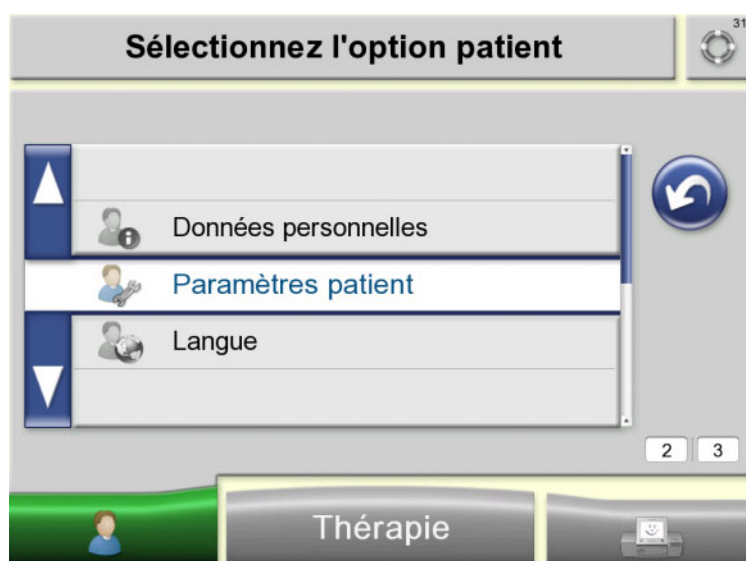 Sélectionnez l'option patient
31
Données personnelles
Paramètres patient
Langue
2 3
Thérapie